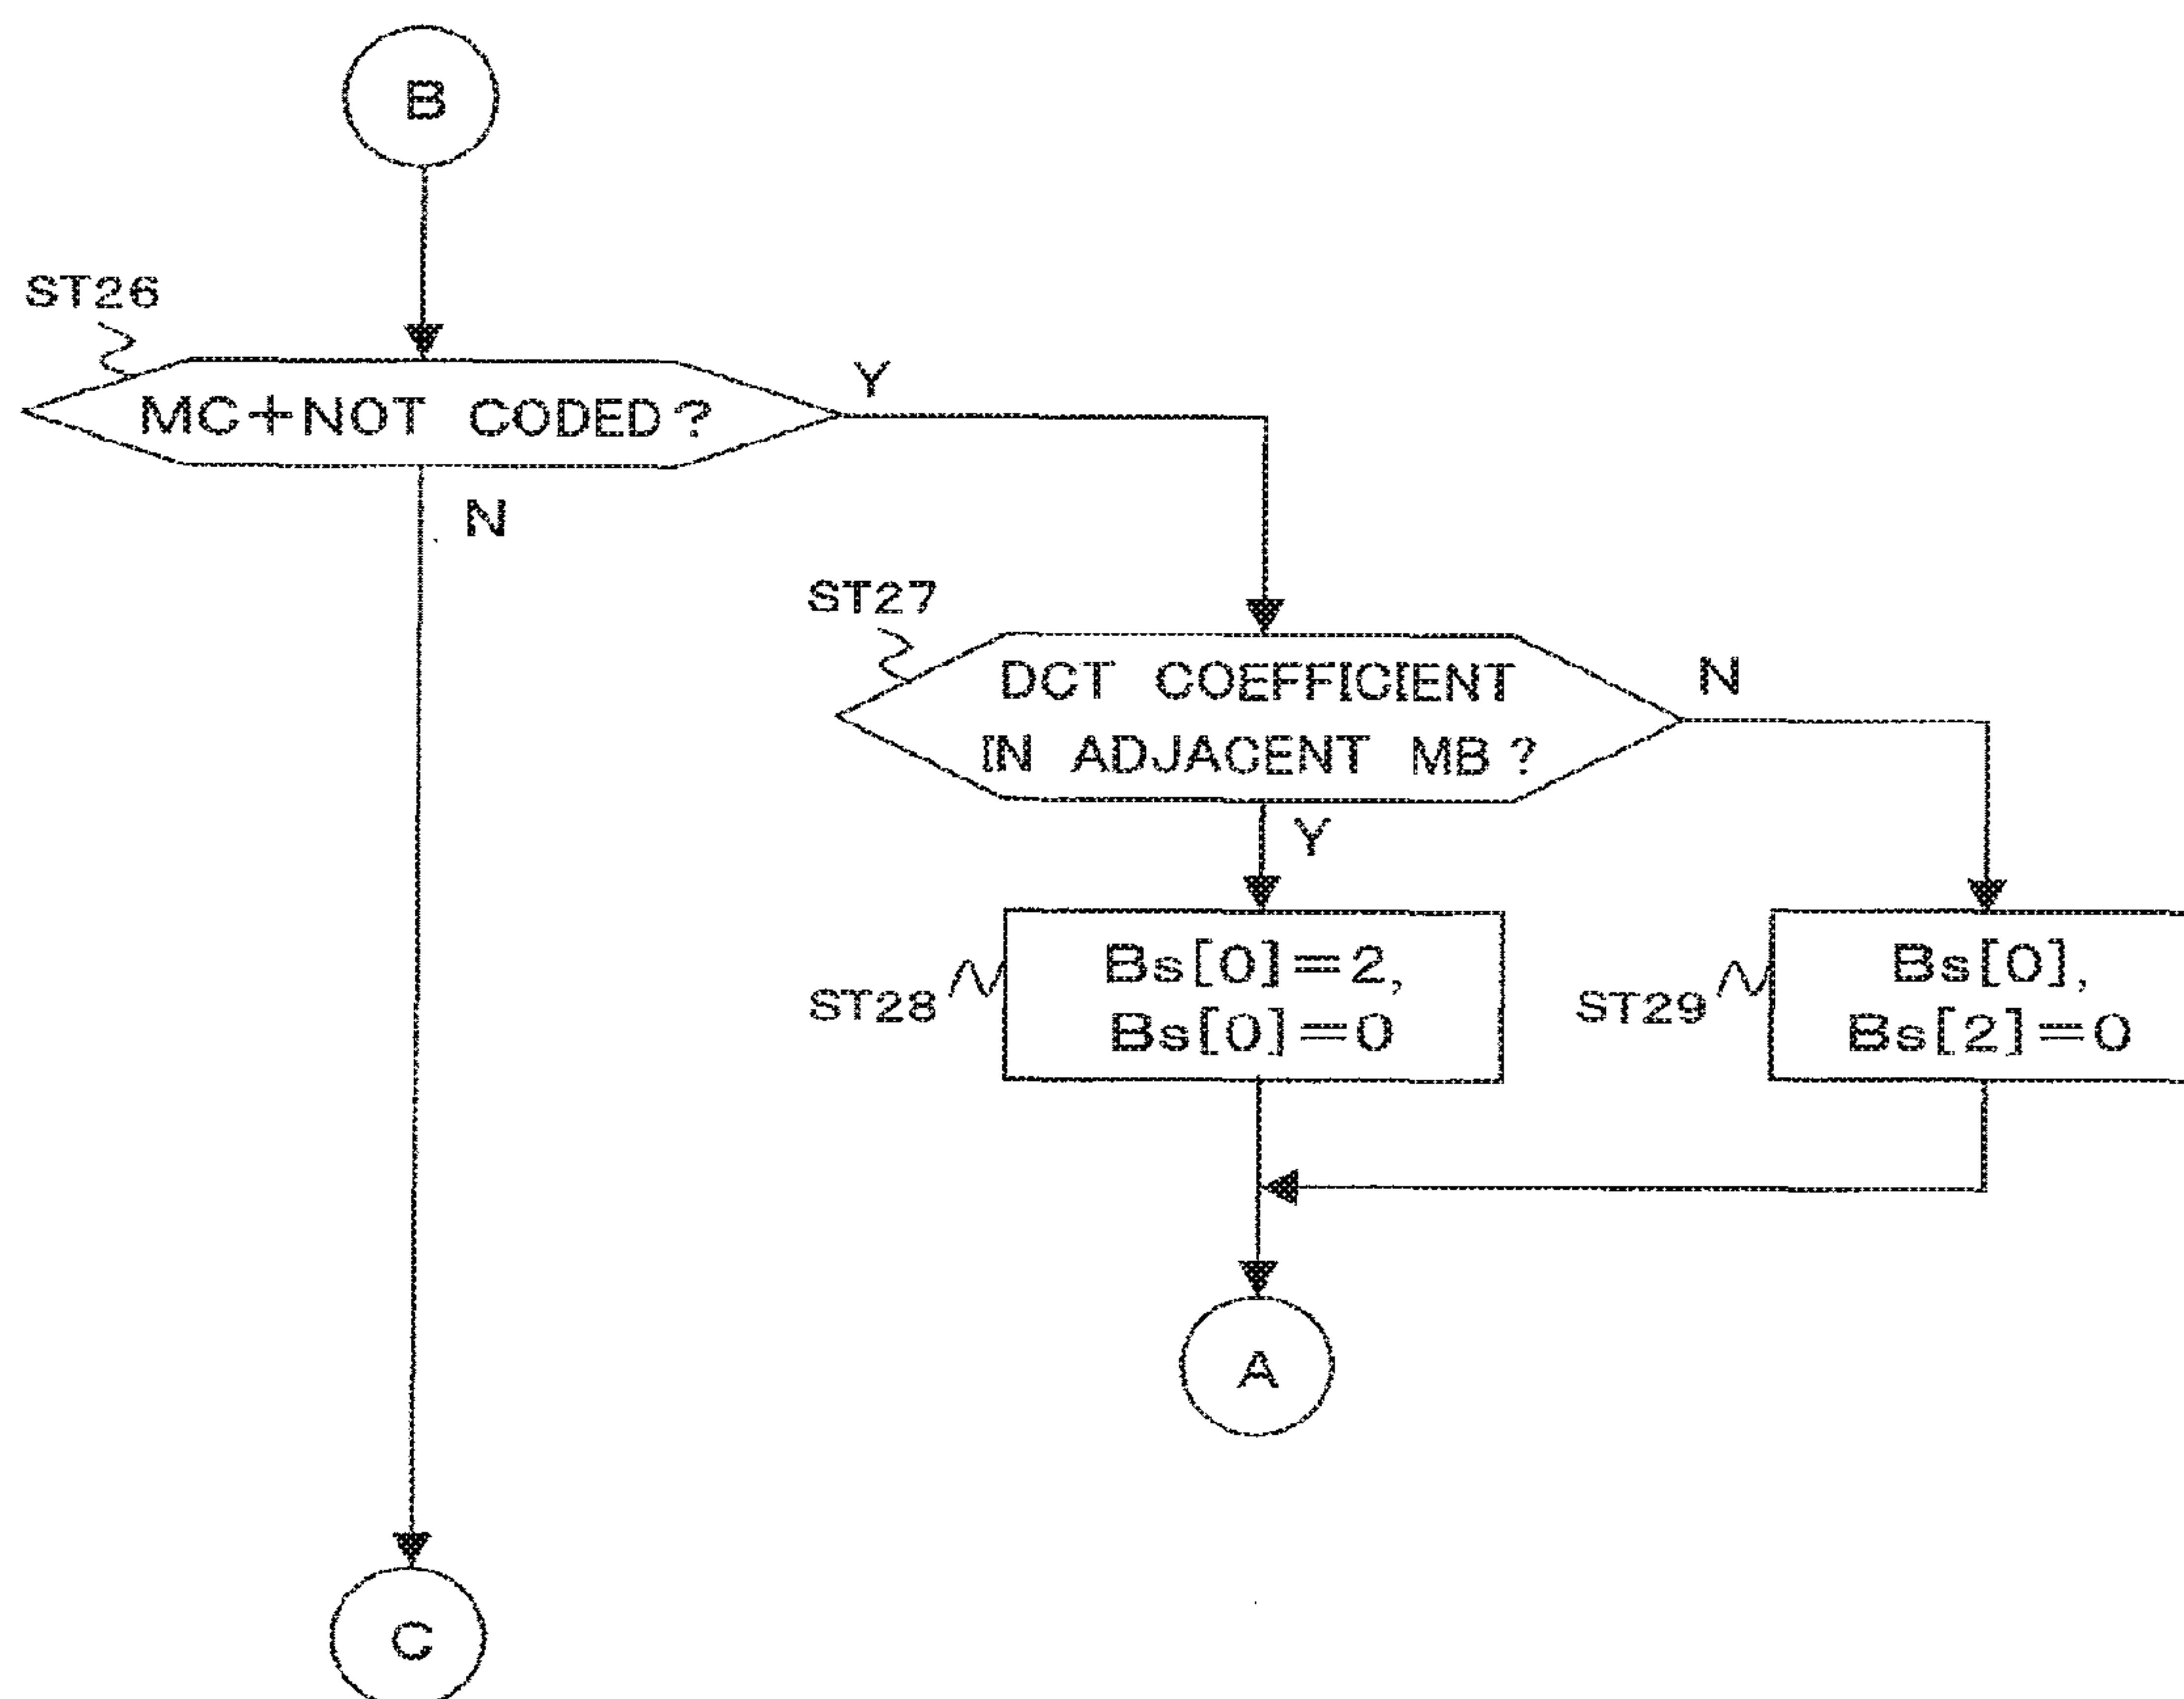 B
ST26
MC+NOT CODED?
Y
N
ST27
DCT COEFFICIENT
IN ADJACENT MB?
N
Y
ST28
Bs[0]=2,
Bs[0]=0
ST29
Bs[0],
Bs[2]=0
A
C